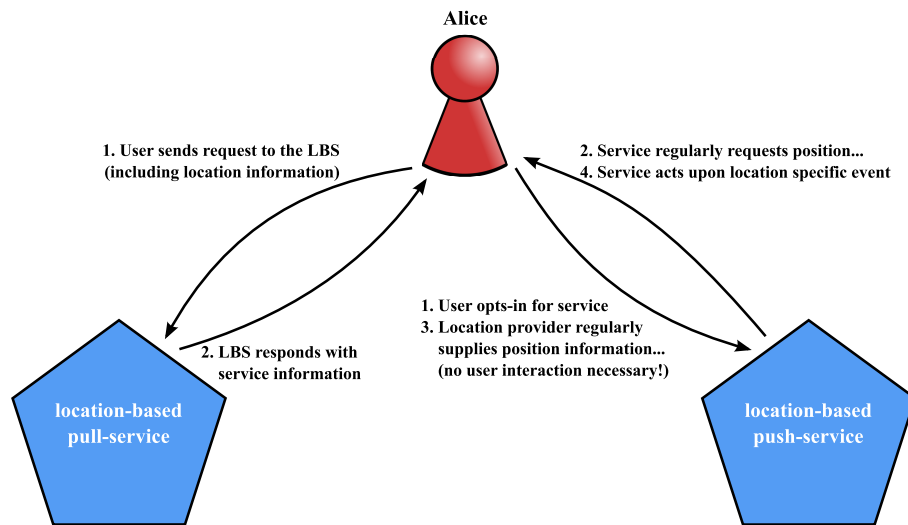 Alice
1. User sends request to the LBS
(including location information)
2. Service regularly requests position...
4. Service acts upon location specific event
1. User opts-in for service
3. Location provider regularly
supplies position information...
(no user interaction necessary!)
2. LBS responds with
service information
location-based
pull-service
location-based
push-service